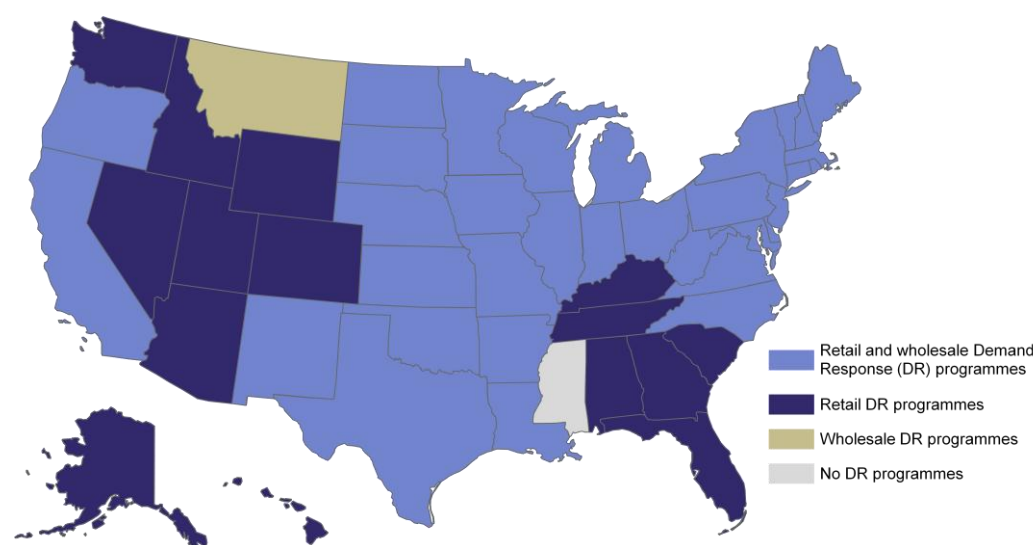 Retail and wholesale Demand
Response (DR) programmes
Retail DR programmes
Wholesale DR programmes
No DR programmes